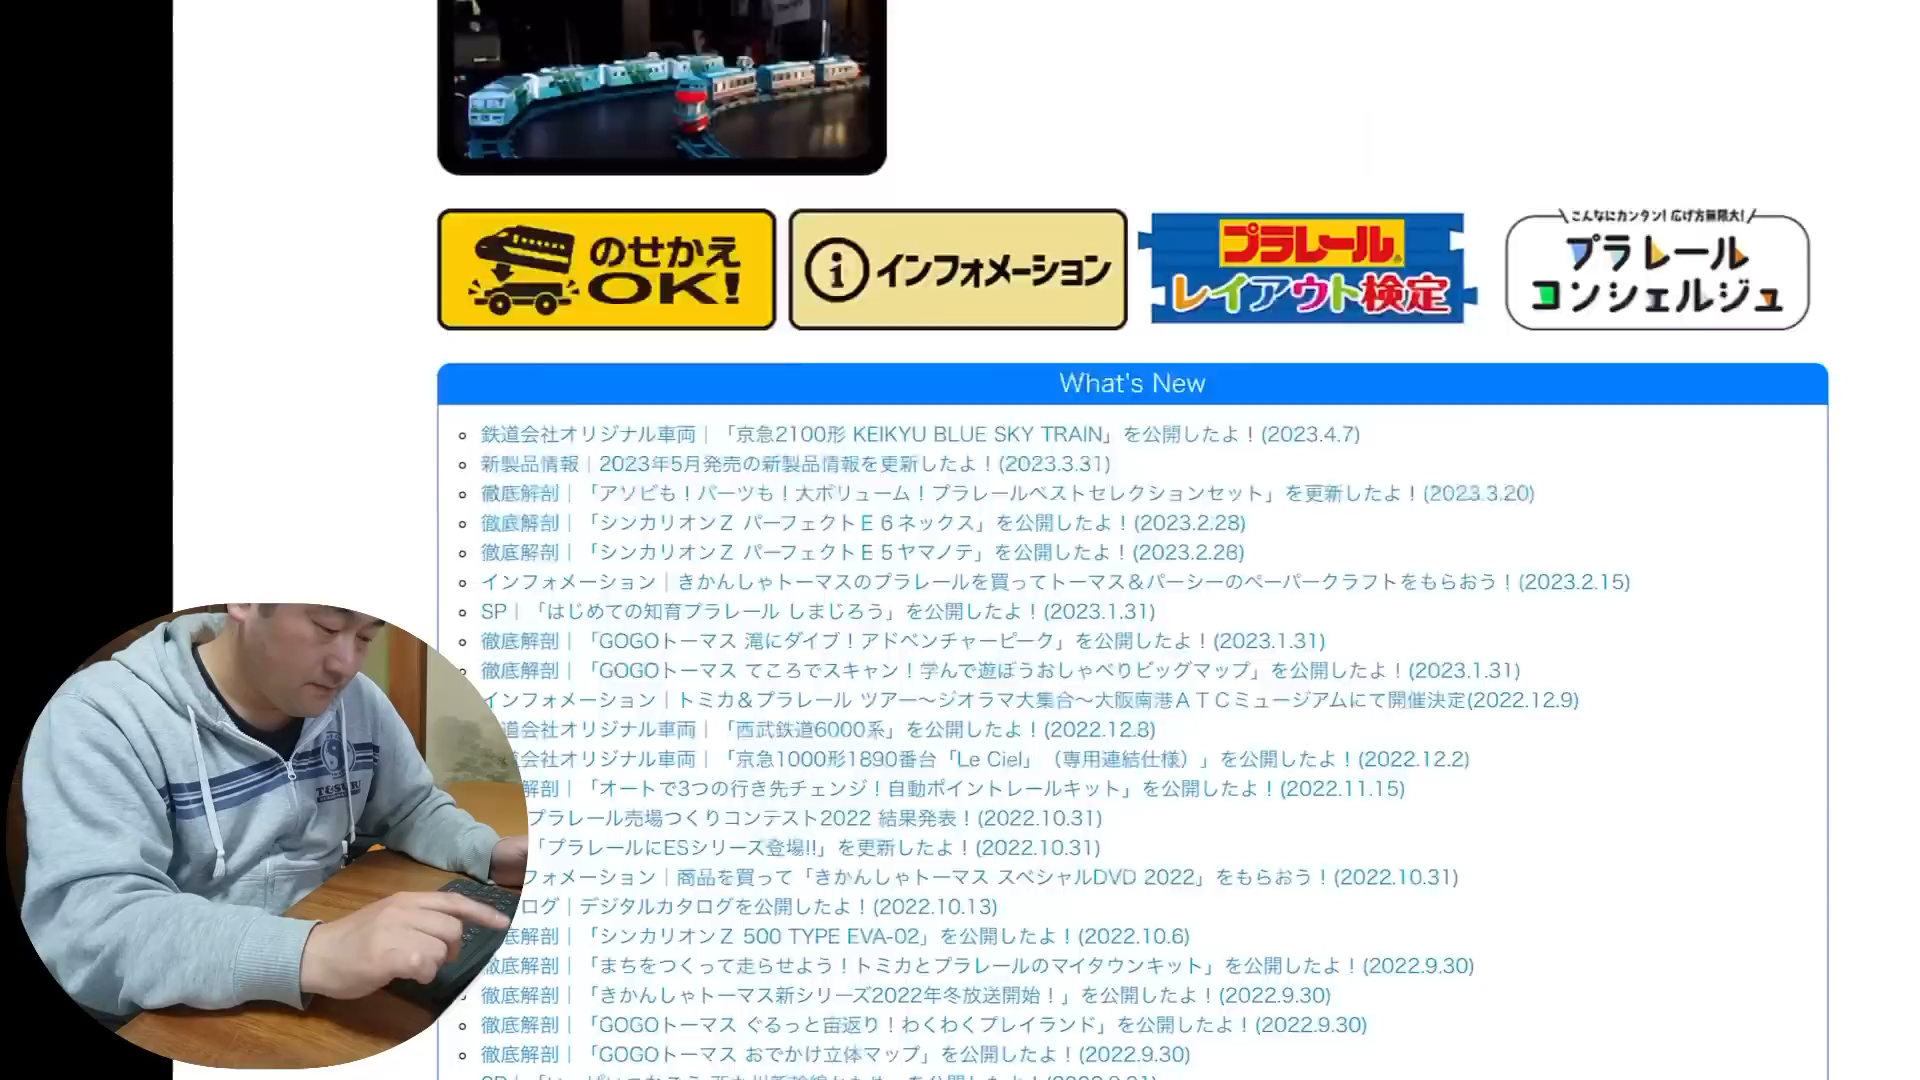 のせかえ
OK!
i インフォメーション
プラレール
レイアウト検定
こんなにカンタン！広げ方無限大！
プラレール
コンシェルジュ
What's New
鉄道会社オリジナル車両｜「京急2100形 KEIKYU BLUE SKY TRAIN」を公開したよ！(2023.4.7)
新製品情報｜2023年5月発売の新製品情報を更新したよ！(2023.3.31)
徹底解剖｜「アソビも！パーツも！大ボリューム！プラレールベストセレクションセット」を更新したよ！(2023.3.20)
徹底解剖｜「シンカリオンＺ パーフェクトＥ６ネックス」を公開したよ！(2023.2.28)
徹底解剖｜「シンカリオンＺ パーフェクトＥ５ヤマノテ」を公開したよ！(2023.2.28)
インフォメーション｜きかんしゃトーマスのプラレールを買ってトーマス＆パーシーのペーパークラフトをもらおう！(2023.2.15)
SP｜「はじめての知育プラレール しまじろう」を公開したよ！(2023.1.31)
徹底解剖｜「GOGOトーマス 滝にダイブ！アドベンチャーピーク」を公開したよ！(2023.1.31)
徹底解剖｜「GOGOトーマス てころでスキャン！学んで遊ぼうおしゃべりビッグマップ」を公開したよ！(2023.1.31)
インフォメーション｜トミカ＆プラレール ツアー～ジオラマ大集合～大阪南港ＡＴＣミュージアムにて開催決定(2022.12.9)
道会社オリジナル車両｜「西武鉄道6000系」を公開したよ！(2022.12.8)
会社オリジナル車両｜「京急1000形1890番台「Le Ciel」（専用連結仕様）」を公開したよ！(2022.12.2)
解剖｜「オートで3つの行き先チェンジ！自動ポイントレールキット」を公開したよ！(2022.11.15)
プラレール売場つくりコンテスト2022 結果発表！(2022.10.31)
「プラレールにESシリーズ登場!!」を更新したよ！(2022.10.31)
フォメーション｜商品を買って「きかんしゃトーマス スペシャルDVD 2022」をもらおう！(2022.10.31)
ログ｜デジタルカタログを公開したよ！(2022.10.13)
底解剖｜「シンカリオンＺ 500 TYPE EVA-02」を公開したよ！(2022.10.6)
徹底解剖｜「まちをつくって走らせよう！トミカとプラレールのマイタウンキット」を公開したよ！(2022.9.30)
徹底解剖｜「きかんしゃトーマス新シリーズ2022年冬放送開始！」を公開したよ！(2022.9.30)
徹底解剖｜「GOGOトーマス ぐるっと宙返り！わくわくプレイランド」を公開したよ！(2022.9.30)
徹底解剖｜「GOGOトーマス おでかけ立体マップ」を公開したよ！(2022.9.30)